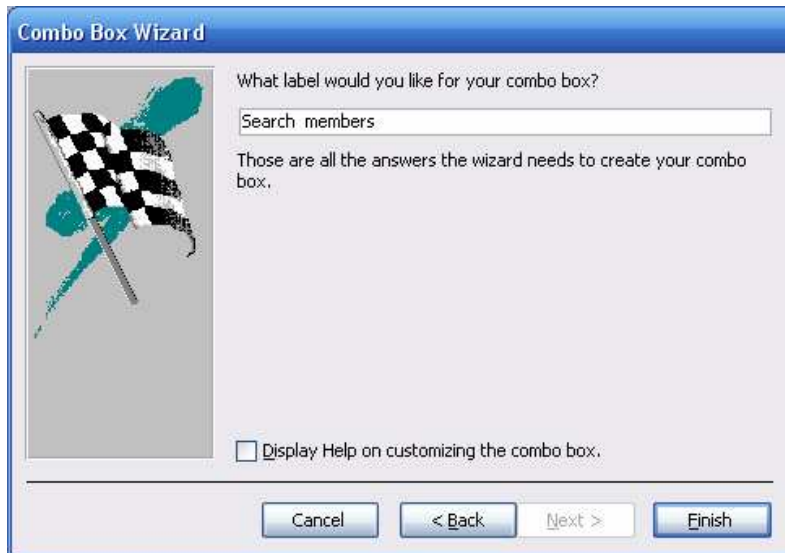 Combo Box Wizard
What label would you like for your combo box?
Search members
Those are all the answers the wizard needs to create your combo
box.
Display Help on customizing the combo box.
Cancel
< Back
Next >
Finish